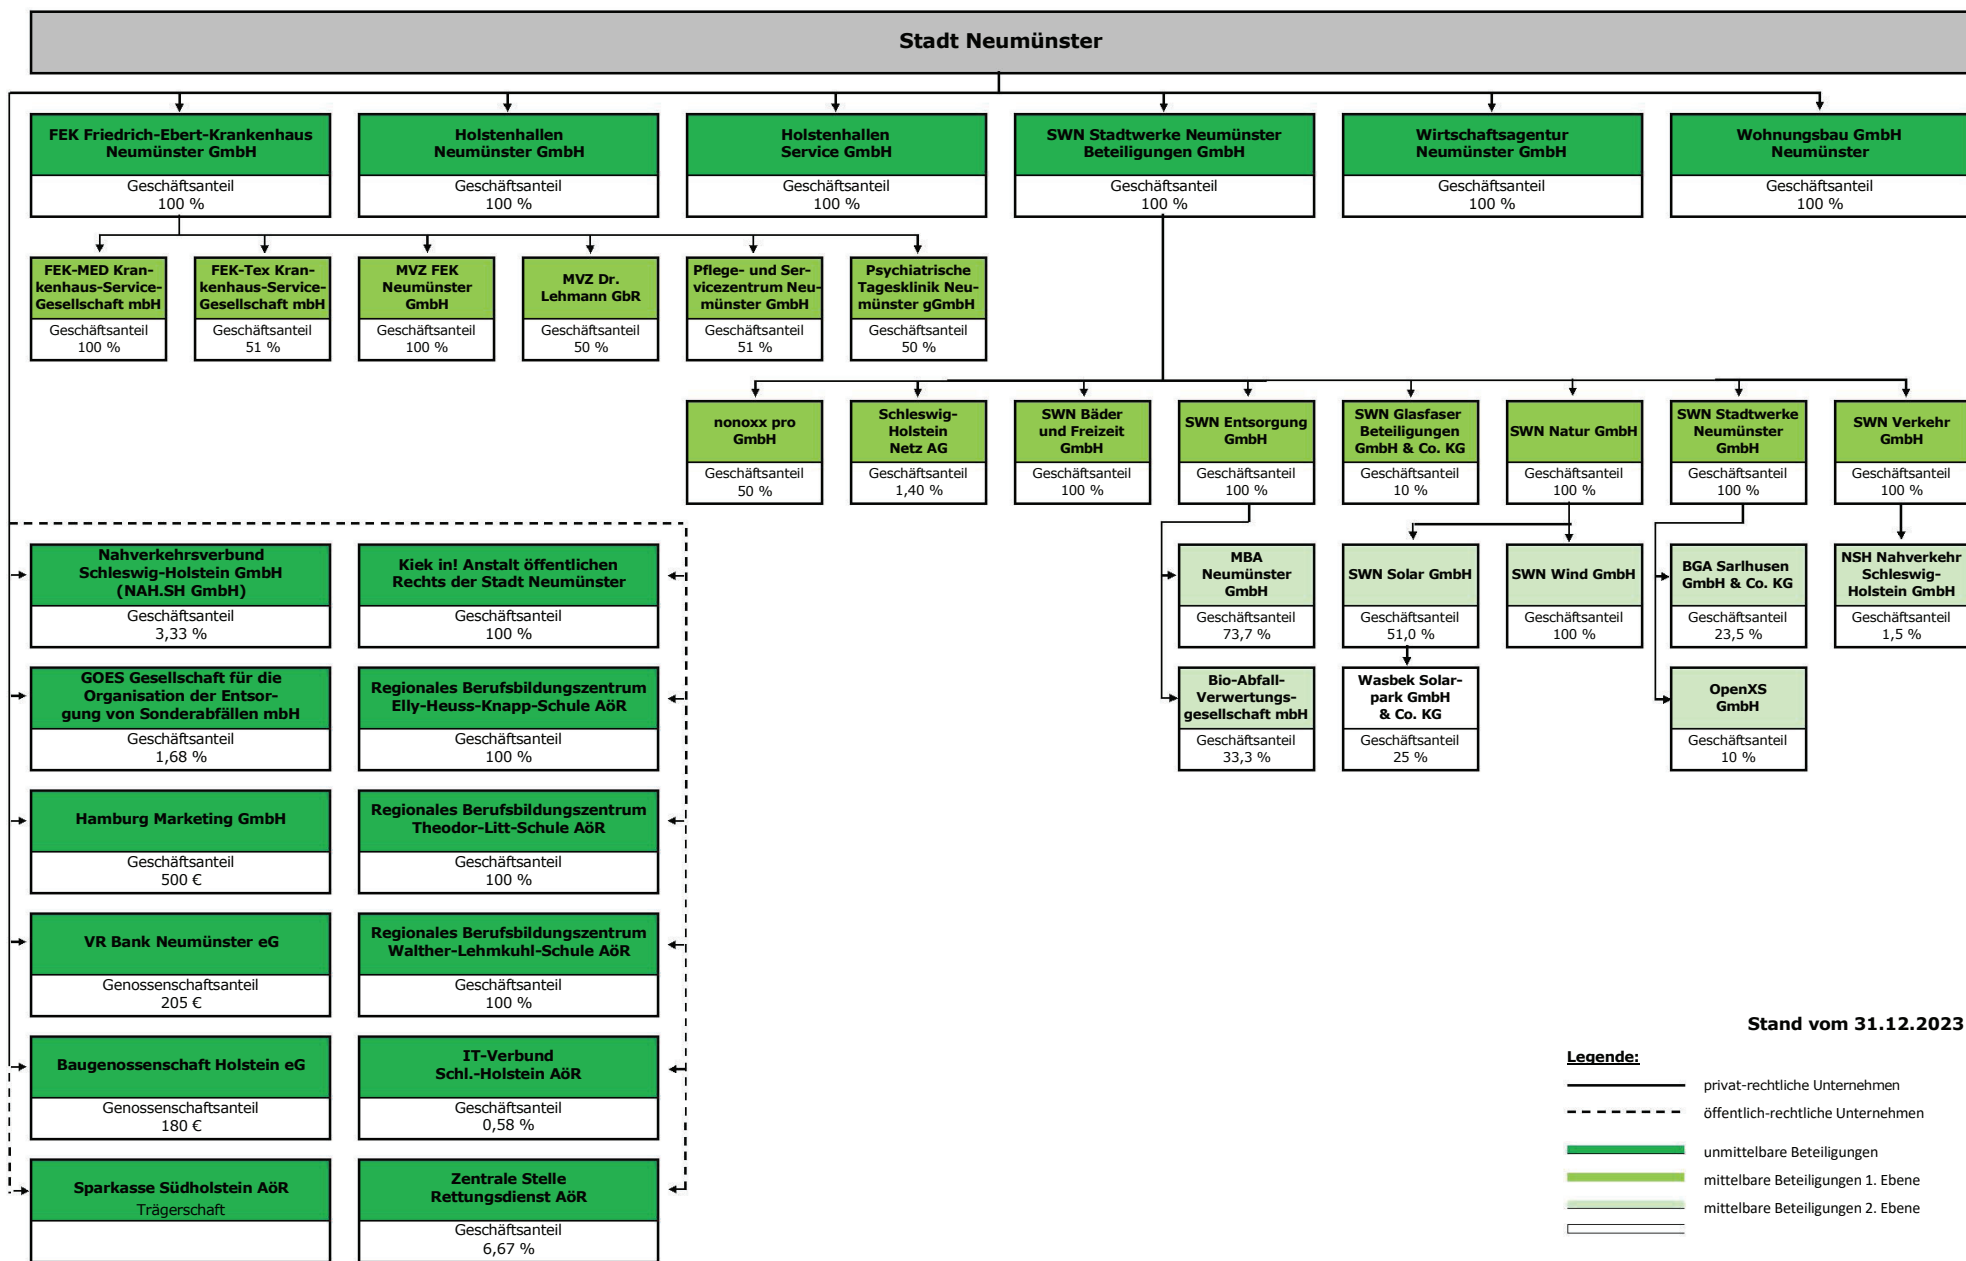 Stadt Neumünster
FEK Friedrich-Ebert-Krankenhaus
Neumünster GmbH
Geschäftsanteil
100 %
Holstenhallen
Neumünster GmbH
Geschäftsanteil
100 %
Holstenhallen
Service GmbH
Geschäftsanteil
100 %
SWN Stadtwerke Neumünster
Beteiligungen GmbH
Geschäftsanteil
100 %
Wirtschaftsagentur
Neumünster GmbH
Geschäftsanteil
100 %
Wohnungsbau GmbH
Neumünster
Geschäftsanteil
100 %
FEK-MED Kran-
kenhaus-Service-
Gesellschaft mbH
Geschäftsanteil
100 %
FEK-Tex Kran-
kenhaus-Service-
Gesellschaft mbH
Geschäftsanteil
51 %
MVZ FEK
Neumünster
GmbH
Geschäftsanteil
100 %
MVZ Dr.
Lehmann GbR
Geschäftsanteil
50 %
Pflege- und Ser-
vicezentrum Neu-
münster GmbH
Geschäftsanteil
51 %
Psychiatrische
Tagesklinik Neu-
münster gGmbH
Geschäftsanteil
50 %
nonoxx pro
GmbH
Geschäftsanteil
50 %
Schleswig-
Holstein
Netz AG
Geschäftsanteil
1,40 %
SWN Bäder
und Freizeit
GmbH
Geschäftsanteil
100 %
SWN Entsorgung
GmbH
Geschäftsanteil
100 %
SWN Glasfaser
Beteiligungen
GmbH & Co. KG
Geschäftsanteil
10 %
SWN Natur GmbH
Geschäftsanteil
100 %
SWN Stadtwerke
Neumünster
GmbH
Geschäftsanteil
100 %
SWN Verkehr
GmbH
Geschäftsanteil
100 %
Nahverkehrsverbund
Schleswig-Holstein GmbH
(NAH.SH GmbH)
Geschäftsanteil
3,33 %
Kiek in! Anstalt öffentlichen
Rechts der Stadt Neumünster
Geschäftsanteil
100 %
MBA
Neumünster
GmbH
Geschäftsanteil
73,7 %
SWN Solar GmbH
Geschäftsanteil
51,0 %
SWN Wind GmbH
Geschäftsanteil
100 %
BGA Sarlhusen
GmbH & Co. KG
Geschäftsanteil
23,5 %
NSH Nahverkehr
Schleswig-
Holstein GmbH
Geschäftsanteil
1,5 %
GOES Gesellschaft für die
Organisation der Entsor-
gung von Sonderabfällen mbH
Geschäftsanteil
1,68 %
Regionales Berufsbildungszentrum
Elly-Heuss-Knapp-Schule AöR
Geschäftsanteil
100 %
Bio-Abfall-
Verwertungs-
gesellschaft mbH
Geschäftsanteil
33,3 %
Wasbek Solar-
park GmbH
& Co. KG
Geschäftsanteil
25 %
OpenXS
GmbH
Geschäftsanteil
10 %
Hamburg Marketing GmbH
Geschäftsanteil
500 €
Regionales Berufsbildungszentrum
Theodor-Litt-Schule AöR
Geschäftsanteil
100 %
VR Bank Neumünster eG
Genossenschaftsanteil
205 €
Regionales Berufsbildungszentrum
Walther-Lehmkuhl-Schule AöR
Geschäftsanteil
100 %
Baugenossenschaft Holstein eG
Genossenschaftsanteil
180 €
IT-Verbund
Schl.-Holstein AöR
Geschäftsanteil
0,58 %
Sparkasse Südholstein AöR
Trägerschaft
Zentrale Stelle
Rettungsdienst AöR
Geschäftsanteil
6,67 %
Stand vom 31.12.2023
Legende:
privat-rechtliche Unternehmen
öffentlich-rechtliche Unternehmen
unmittelbare Beteiligungen
mittelbare Beteiligungen 1. Ebene
mittelbare Beteiligungen 2. Ebene